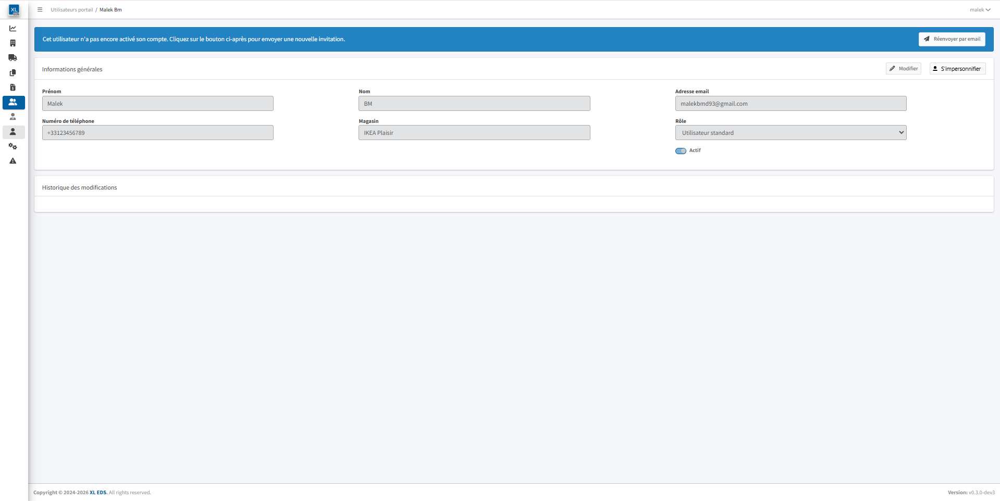 XL
EDS
Utilisateurs portail / Malek Bm
malek
Cet utilisateur n'a pas encore activé son compte. Cliquez sur le bouton ci-après pour envoyer une nouvelle invitation.
Réenvoyer par email
Informations générales
Modifier
S'impersonnifier
Prénom
Nom
Adresse email
Malek
BM
malekbmd93@gmail.com
Numéro de téléphone
Magasin
Rôle
+33123456789
IKEA Plaisir
Utilisateur standard
Actif
Historique des modifications
Copyright © 2024-2026 XL EDS. All rights reserved.
Version: v0.3.0-dev3